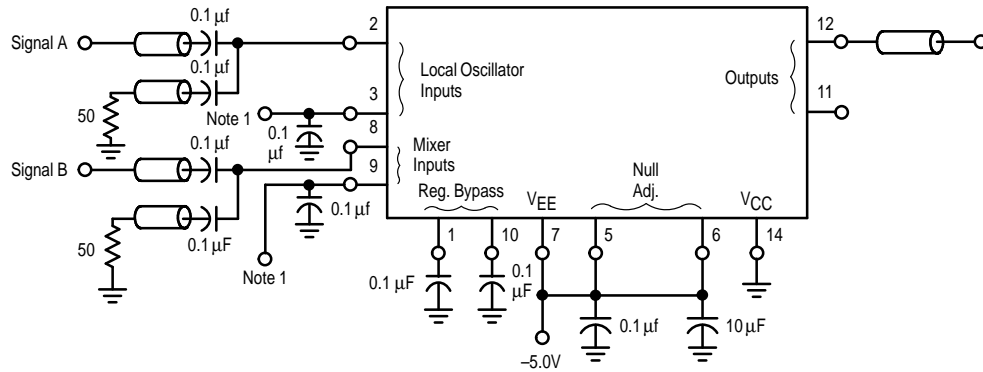 0.1 µf
Signal A
2
12
0.1 µf
Local Oscillator
Inputs
Outputs
50
3
11
Note 1
0.1
µf
8
0.1 µf
Mixer
Inputs
Signal B
9
Null
Adj.
Reg. Bypass
VEE
VCC
0.1 µf
0.1 µF
50
1
10
7
5
6
14
Note 1
0.1 µF
0.1
µF
0.1 µf
10 µF
–5.0V